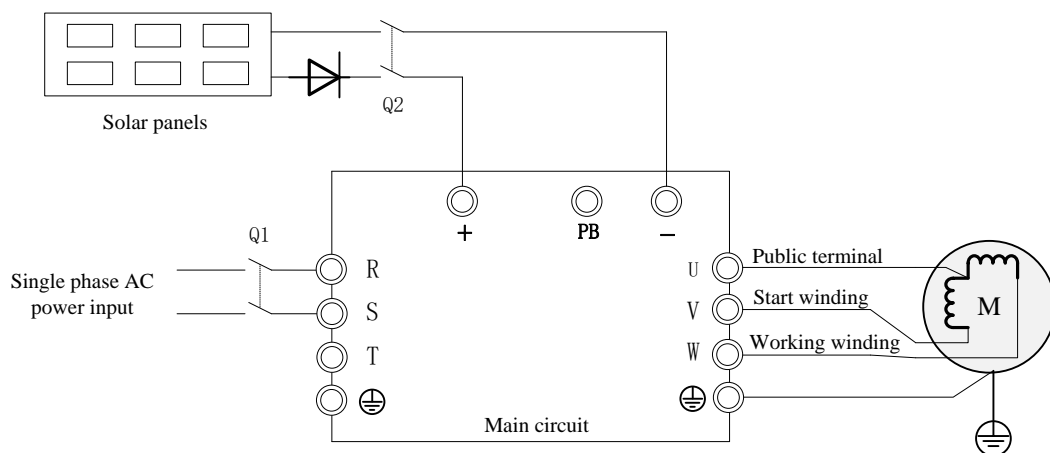 Solar panels
Q2
+
PB
−
Q1
Single phase AC
power input
R
S
T
U
V
W
Public terminal
Start winding
Working winding
M
Main circuit